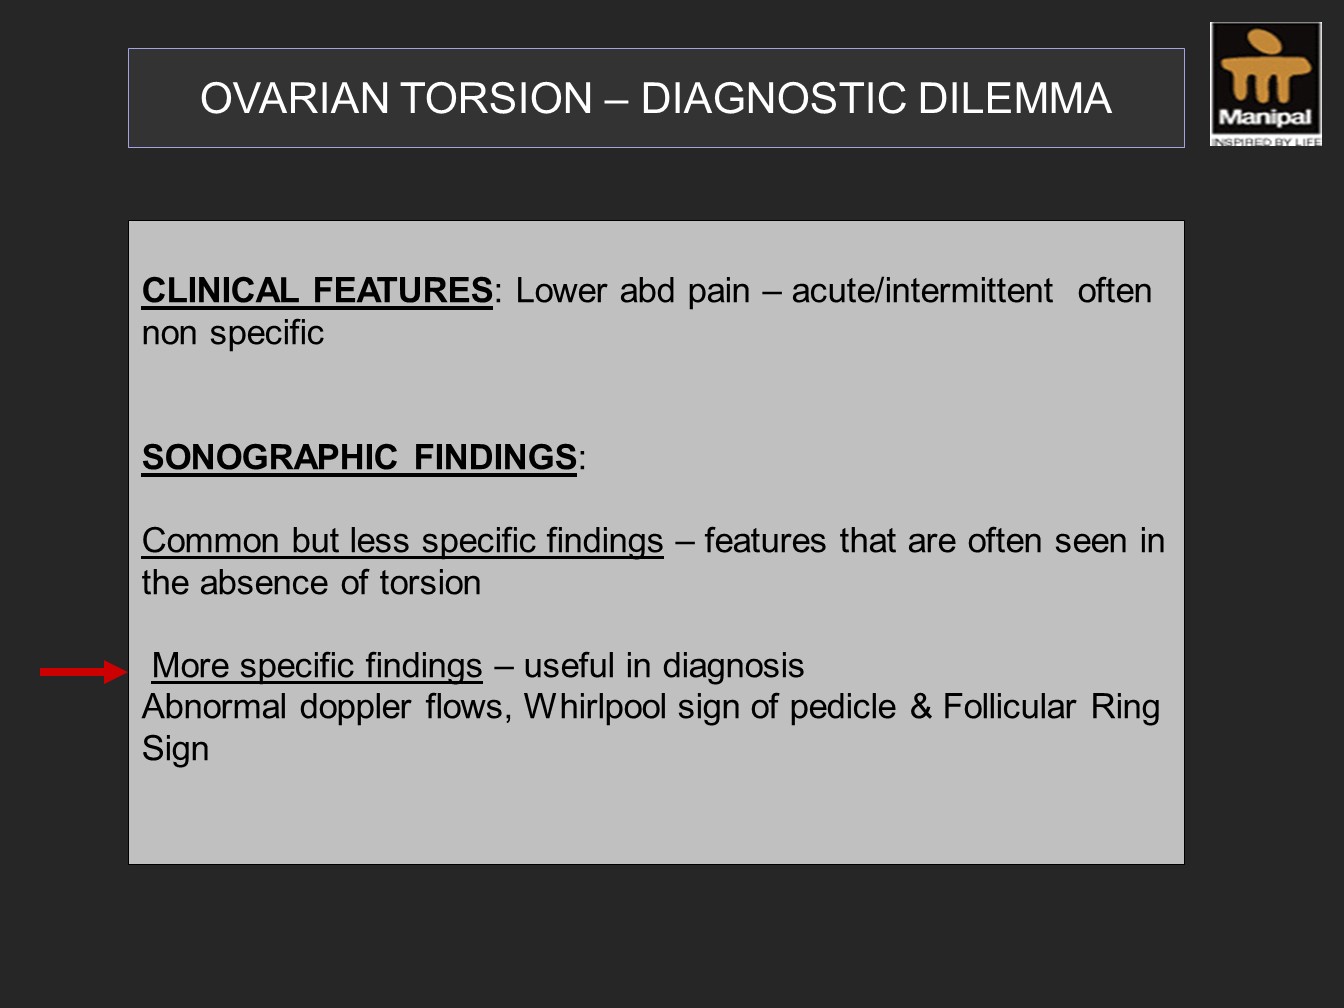 OVARIAN TORSION – DIAGNOSTIC DILEMMA
Manipal
INSPIRED BY LIFE
CLINICAL FEATURES: Lower abd pain – acute/intermittent often
non specific
SONOGRAPHIC FINDINGS:
Common but less specific findings – features that are often seen in
the absence of torsion
More specific findings – useful in diagnosis
Abnormal doppler flows, Whirlpool sign of pedicle & Follicular Ring
Sign